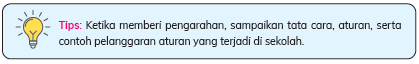 Tips: Ketika memberi pengarahan, sampaikan tata cara, aturan, serta
contoh pelanggaran aturan yang terjadi di sekolah.